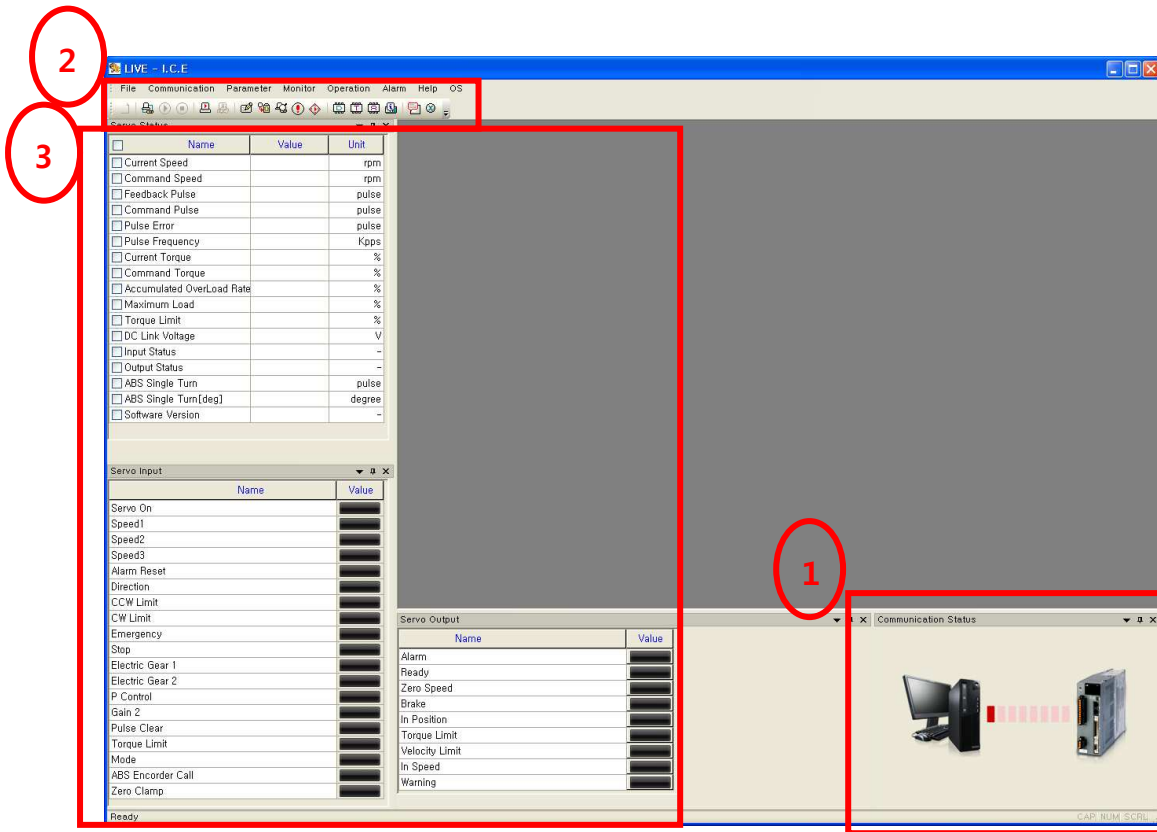 2
LIVE - I.C.E
File Communication Parameter Monitor Operation Alarm Help OS
3
Servo Status
Name Value Unit
Current Speed rpm
Command Speed rpm
Feedback Pulse pulse
Command Pulse pulse
Pulse Error pulse
Pulse Frequency Kpps
Current Torque %
Command Torque %
Accumulated OverLoad Rate %
Maximum Load %
Torque Limit %
DC Link Voltage V
Input Status -
Output Status -
ABS Single Turn pulse
ABS Single Turn[deg] degree
Software Version -
Servo Input
Name Value
Servo On
Speed1
Speed2
Speed3
Alarm Reset
Direction
CCW Limit
CW Limit
Emergency
Stop
Electric Gear 1
Electric Gear 2
P Control
Gain 2
Pulse Clear
Torque Limit
Mode
ABS Encorder Call
Zero Clamp
Servo Output
Name Value
Alarm
Ready
Zero Speed
Brake
In Position
Torque Limit
Velocity Limit
In Speed
Warning
1
Communication Status
Ready
CAP NUM SCRL